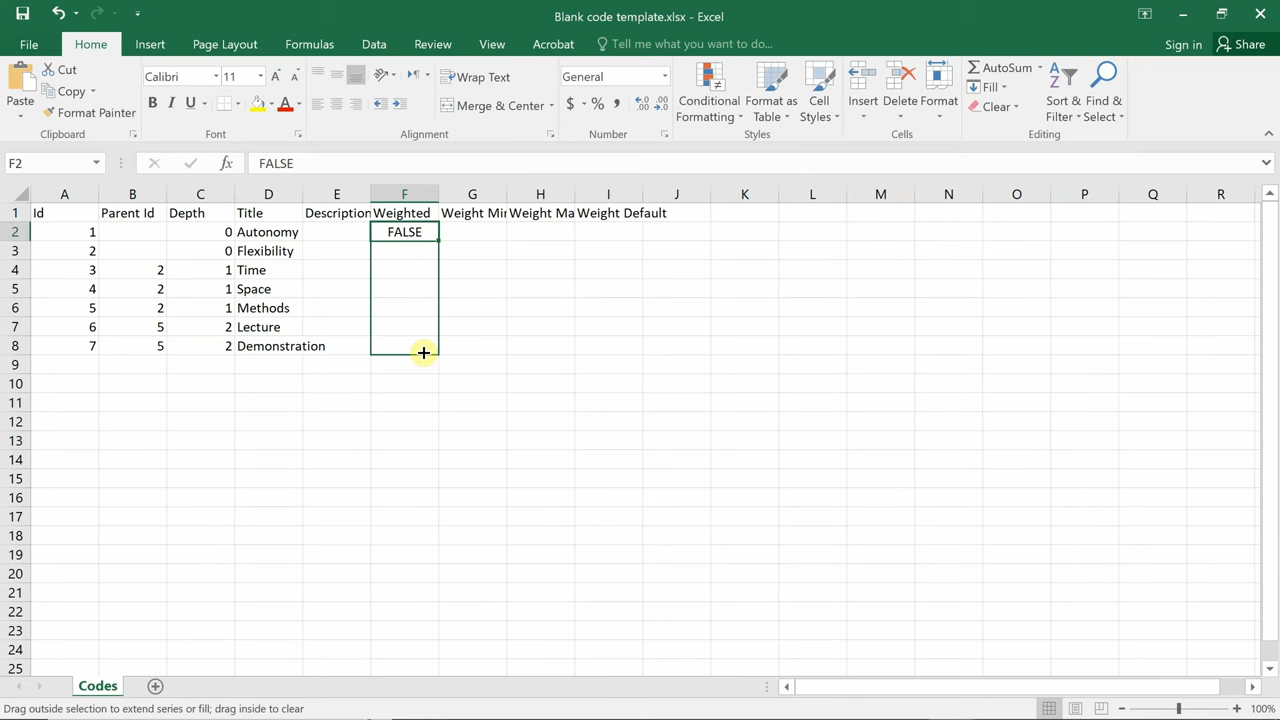 Blank code template.xlsx - Excel
File Home Insert Page Layout Formulas Data Review View Acrobat Tell me what you want to do... Sign in Share
Paste Cut Copy Format Painter Clipboard
Calibri 11 A A B I U A Font
Wrap Text Merge & Center Alignment
General $ % , Number
Conditional Formatting Format as Table Cell Styles Styles
Insert Delete Format Cells
AutoSum Fill Clear Sort & Filter Find & Select Editing
F2 fx FALSE
A B C D E F G H I J K L M N O P Q R
1 Id Parent Id Depth Title Description Weighted Weight Min Weight Ma Weight Default
2 1 0 Autonomy FALSE
3 2 0 Flexibility
4 3 2 1 Time
5 4 2 1 Space
6 5 2 1 Methods
7 6 5 2 Lecture
8 7 5 2 Demonstration
9
10
11
12
13
14
15
16
17
18
19
20
21
22
23
24
25
Codes
Drag outside selection to extend series or fill; drag inside to clear 100%